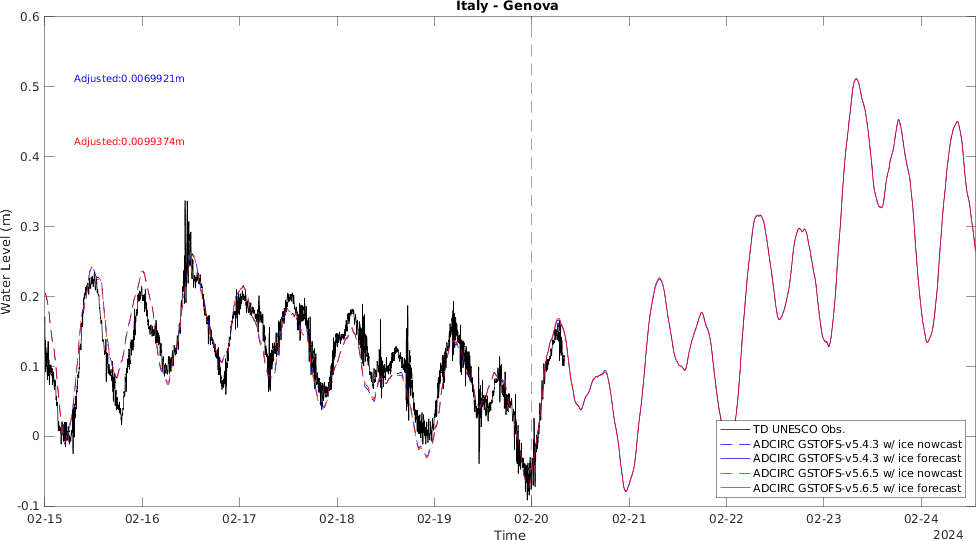 Italy - Genova
0.6
0.5
0.4
0.3
0.2
0.1
0
-0.1
Water Level (m)
Adjusted:0.0069921m
Adjusted:0.0099374m
TD UNESCO Obs.
ADCIRC GSTOFS-v5.4.3 w/ ice nowcast
ADCIRC GSTOFS-v5.4.3 w/ ice forecast
ADCIRC GSTOFS-v5.6.5 w/ ice nowcast
ADCIRC GSTOFS-v5.6.5 w/ ice forecast
02-15 02-16 02-17 02-18 02-19 02-20 02-21 02-22 02-23 02-24
Time
2024